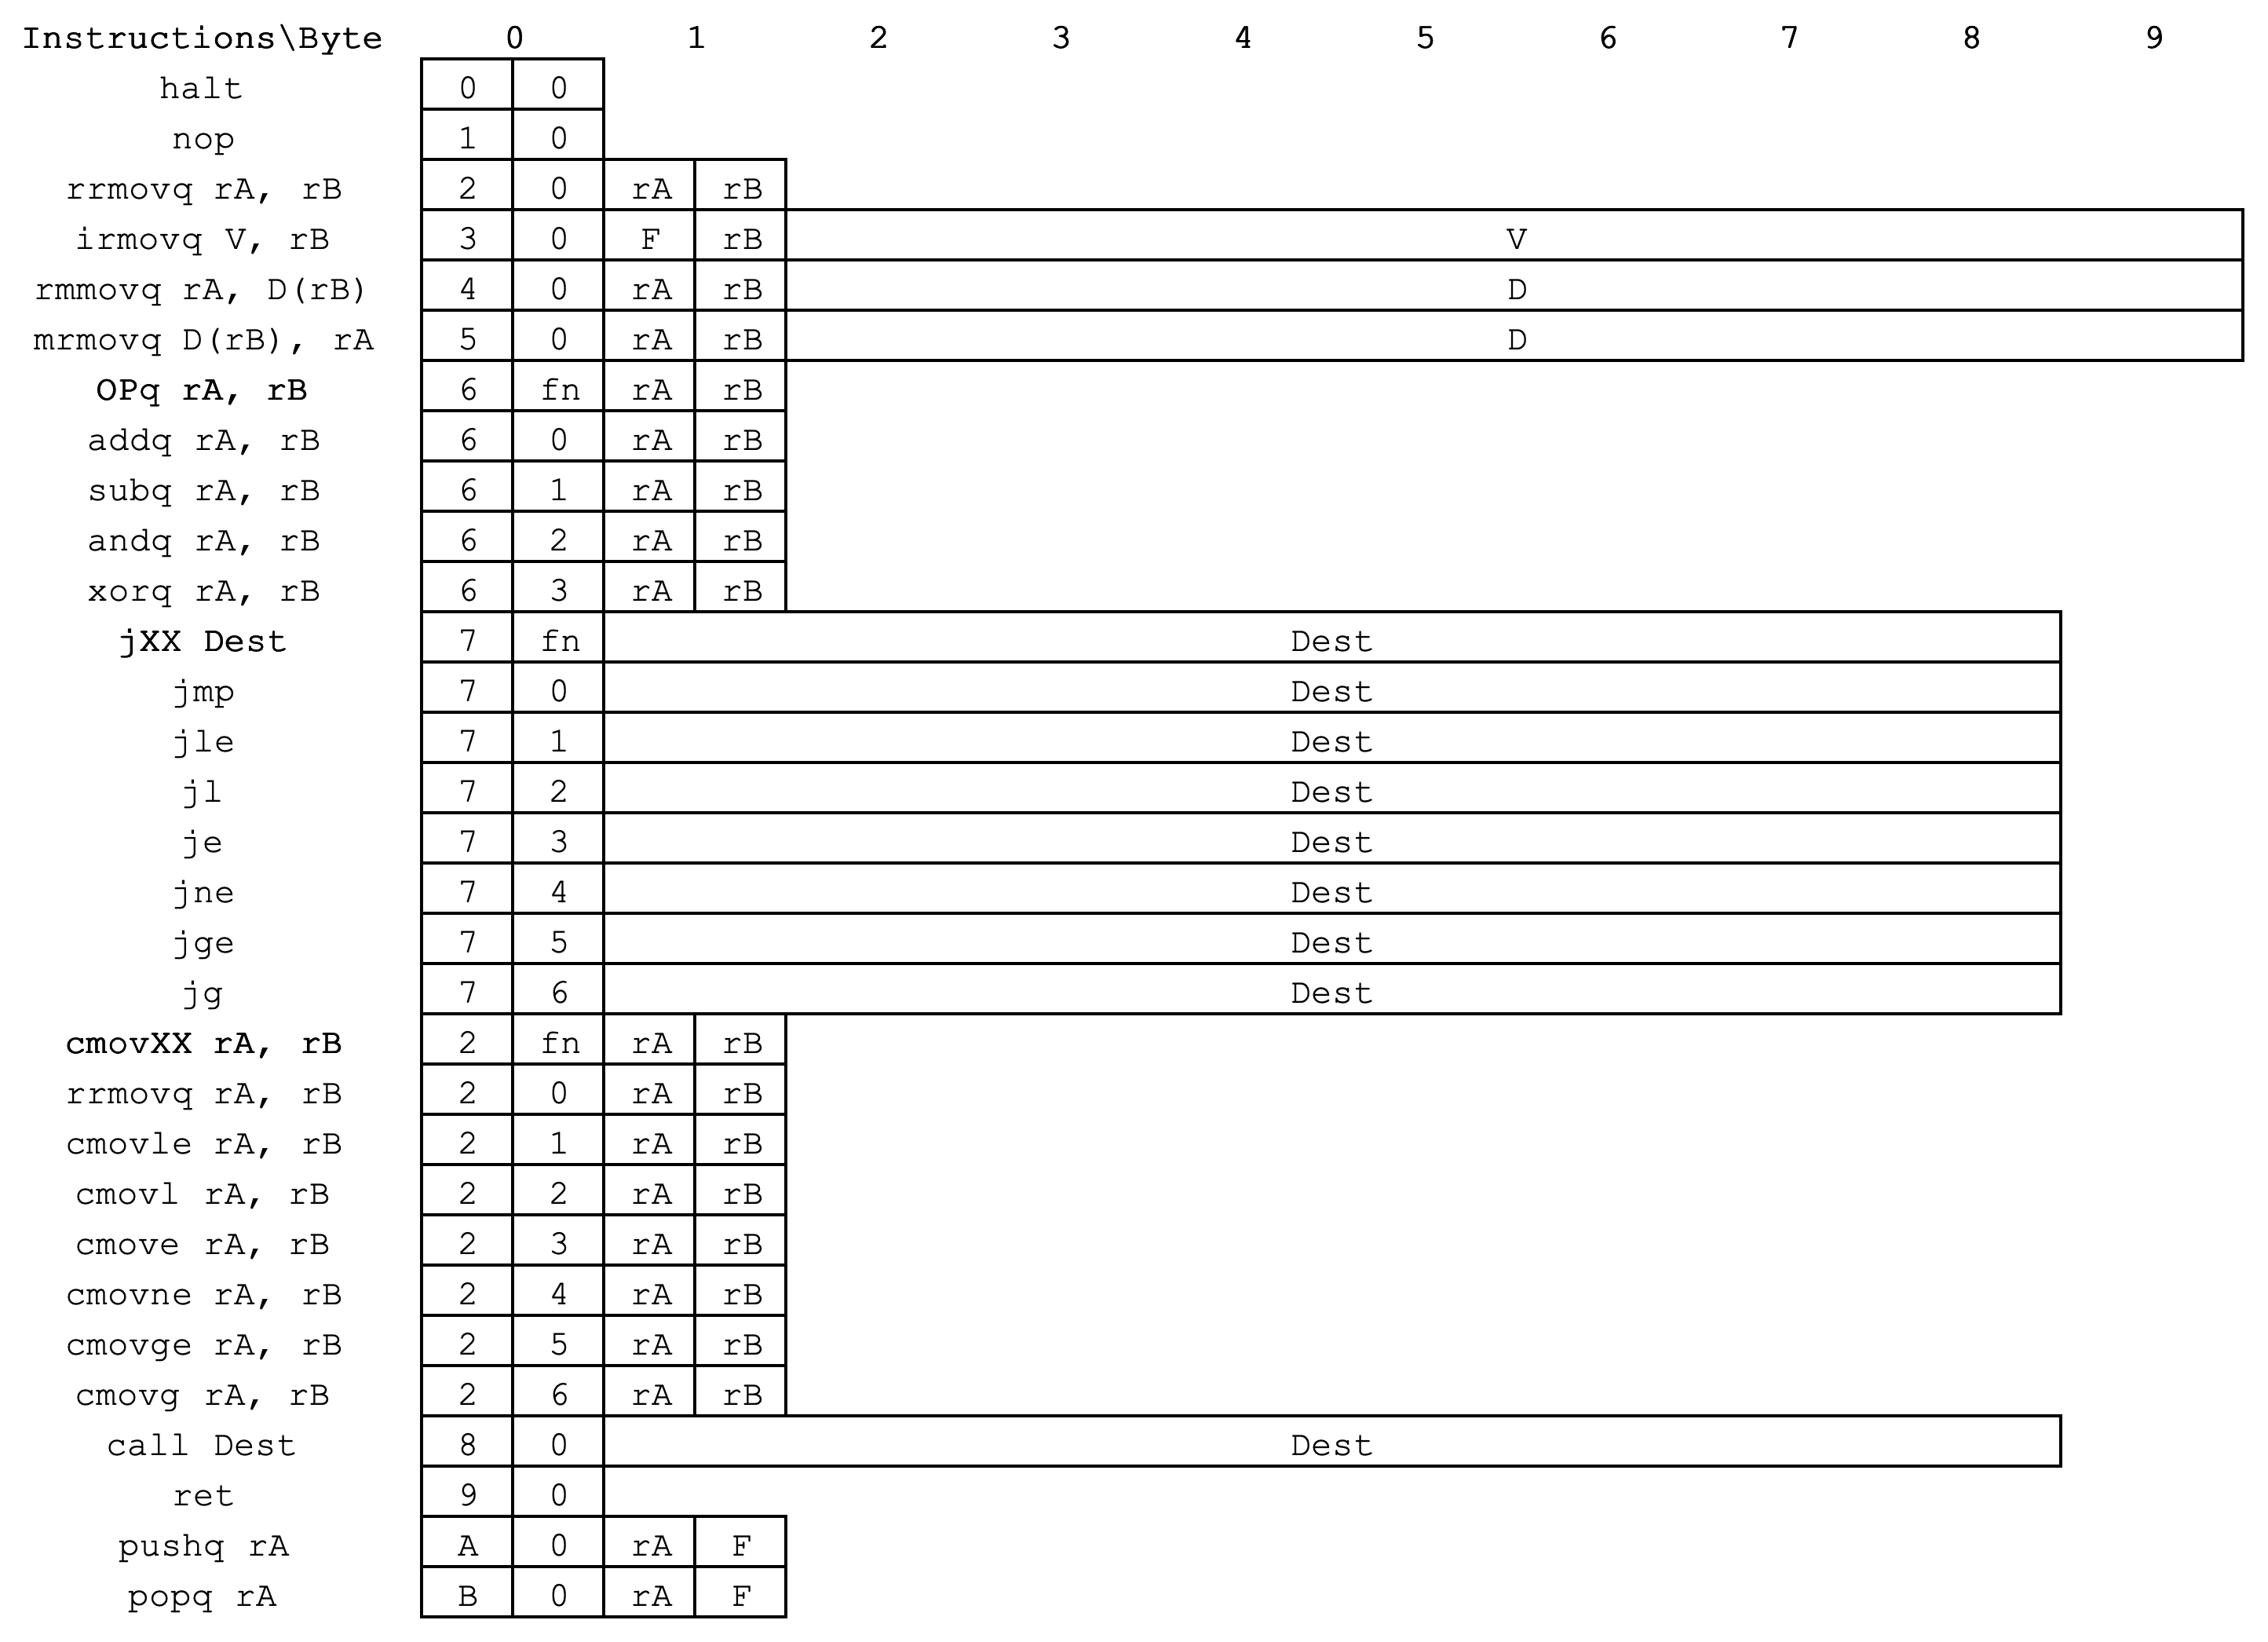 Instructions\Byte 0 1 2 3 4 5 6 7 8 9
halt 0 0
nop 1 0
rrmovq rA, rB 2 0 rA rB
irmovq V, rB 3 0 F rB V
rmmovq rA, D(rB) 4 0 rA rB D
mrmovq D(rB), rA 5 0 rA rB D
OPq rA, rB 6 fn rA rB
addq rA, rB 6 0 rA rB
subq rA, rB 6 1 rA rB
andq rA, rB 6 2 rA rB
xorq rA, rB 6 3 rA rB
jXX Dest 7 fn Dest
jmp 7 0 Dest
jle 7 1 Dest
jl 7 2 Dest
je 7 3 Dest
jne 7 4 Dest
jge 7 5 Dest
jg 7 6 Dest
cmovXX rA, rB 2 fn rA rB
rrmovq rA, rB 2 0 rA rB
cmovle rA, rB 2 1 rA rB
cmovl rA, rB 2 2 rA rB
cmove rA, rB 2 3 rA rB
cmovne rA, rB 2 4 rA rB
cmovge rA, rB 2 5 rA rB
cmovg rA, rB 2 6 rA rB
call Dest 8 0 Dest
ret 9 0
pushq rA A 0 rA F
popq rA B 0 rA F